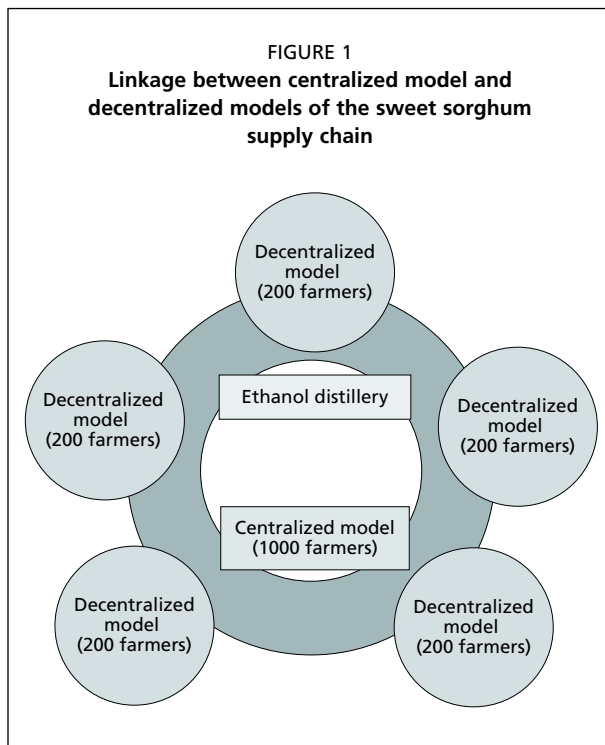 FIGURE 1
Linkage between centralized model and
decentralized models of the sweet sorghum
supply chain
Decentralized
model
(200 farmers)
Ethanol distillery
Decentralized
model
(200 farmers)
Decentralized
model
(200 farmers)
Centralized model
(1000 farmers)
Decentralized
model
(200 farmers)
Decentralized
model
(200 farmers)